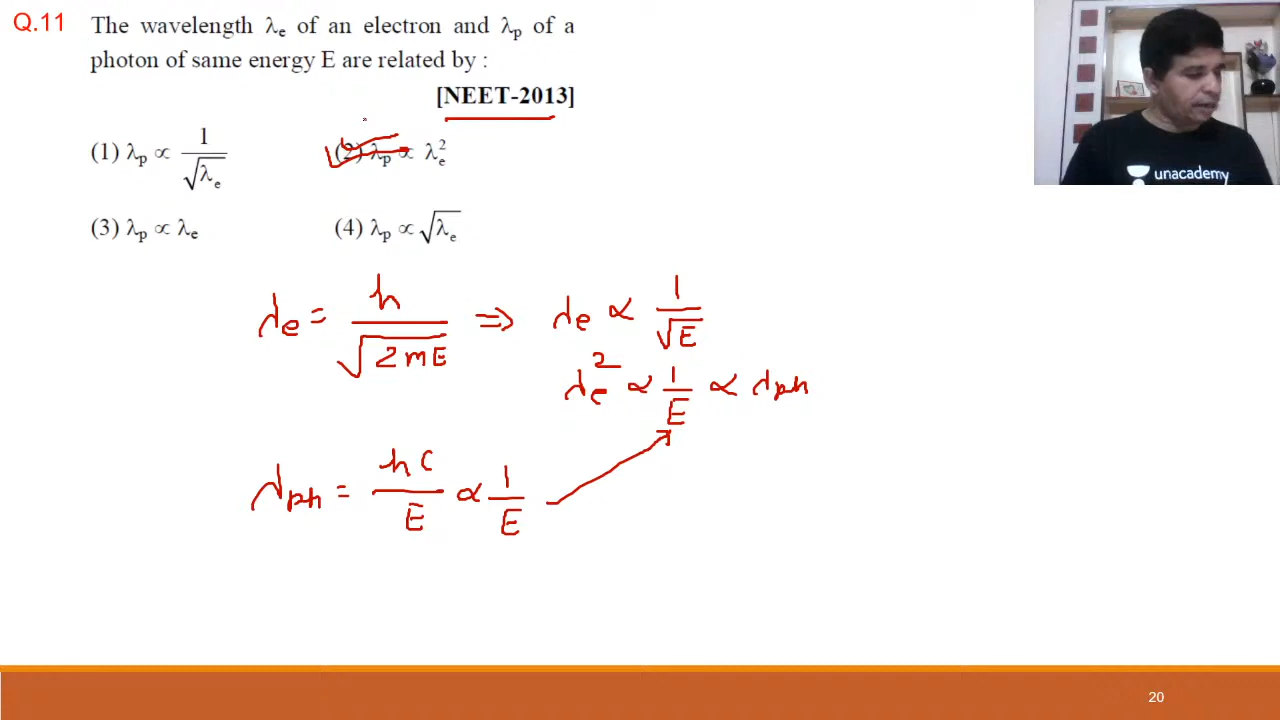 Q.11 The wavelength λₑ of an electron and λₚ of a
photon of same energy E are related by :
[NEET-2013]
(1) λₚ ∝ 1/√λₑ (2) λₚ ∝ λₑ²
(3) λₚ ∝ λₑ (4) λₚ ∝ √λₑ
λe = h/√2mE ⇒ λe ∝ 1/√E
λe² ∝ 1/E ∝ λph
λph = hC/E ∝ 1/E
unacademy
20